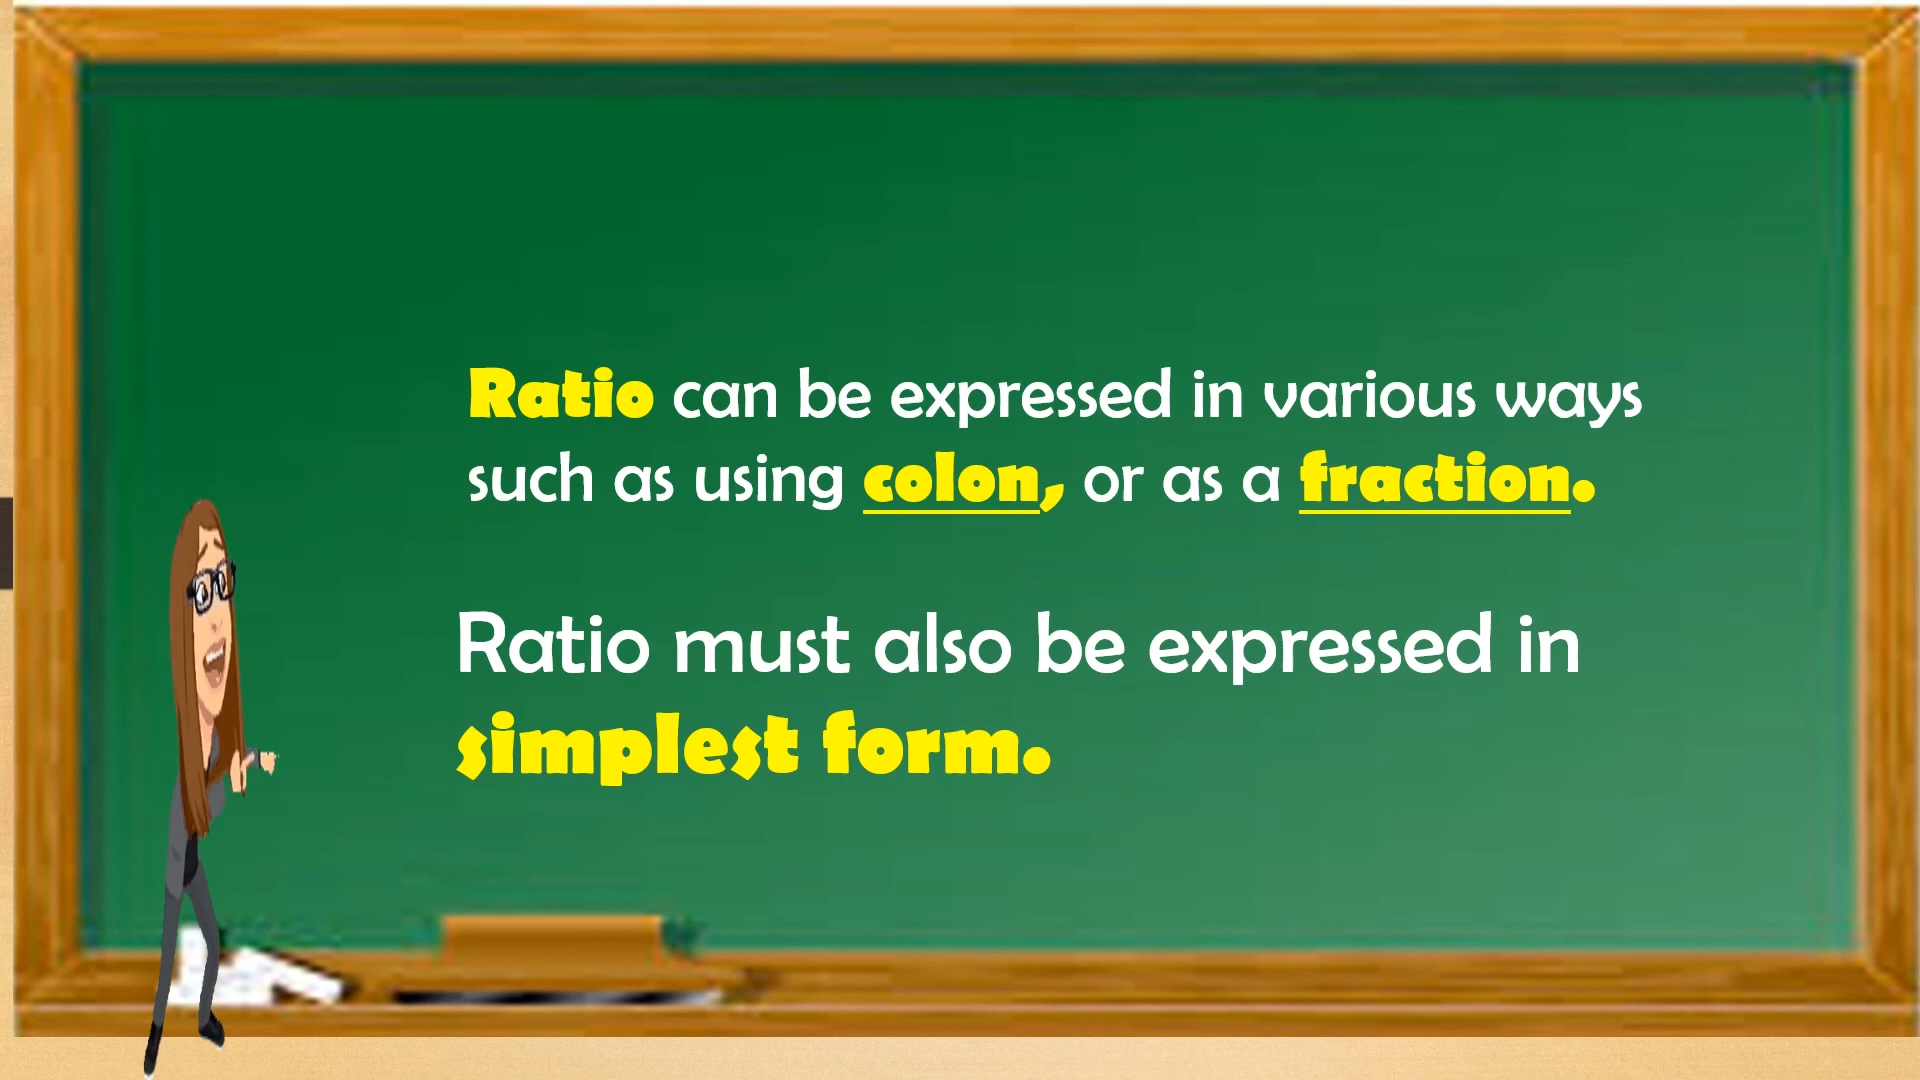 Ratio can be expressed in various ways
such as using colon, or as a fraction.
Ratio must also be expressed in
simplest form.